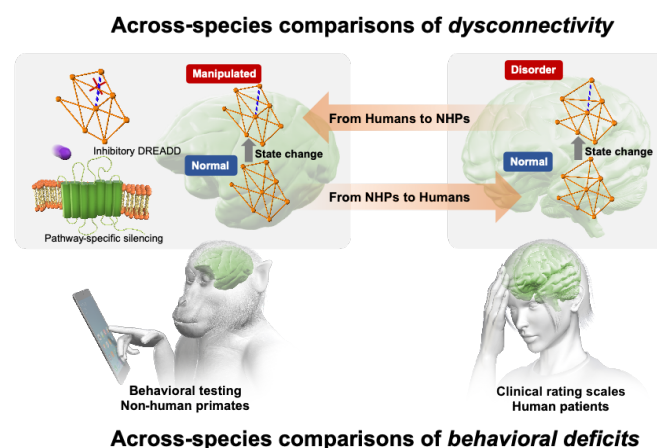 Across-species comparisons of dysconnectivity
Manipulated
Disorder
From Humans to NHPs
Inhibitory DREADD
State change
State change
Normal
Normal
From NHPs to Humans
Pathway-specific silencing
Behavioral testing
Non-human primates
Clinical rating scales
Human patients
Across-species comparisons of behavioral deficits